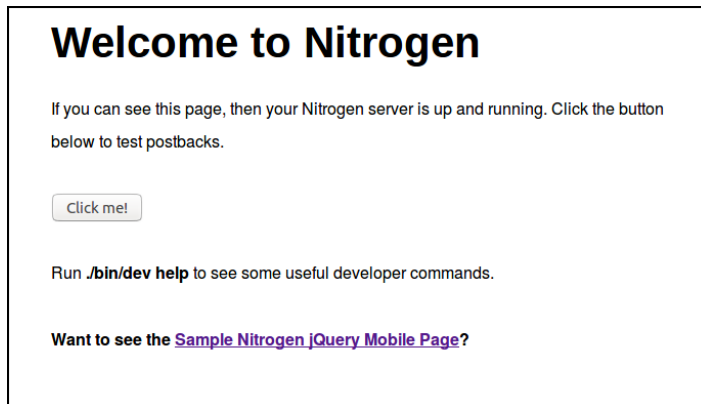 Welcome to Nitrogen
If you can see this page, then your Nitrogen server is up and running. Click the button
below to test postbacks.
Click me!
Run ./bin/dev help to see some useful developer commands.
Want to see the Sample Nitrogen jQuery Mobile Page?